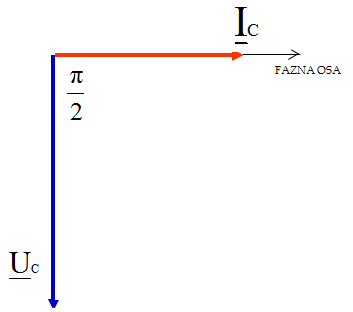 I_C
FAZNA OSA
π
2
U_C